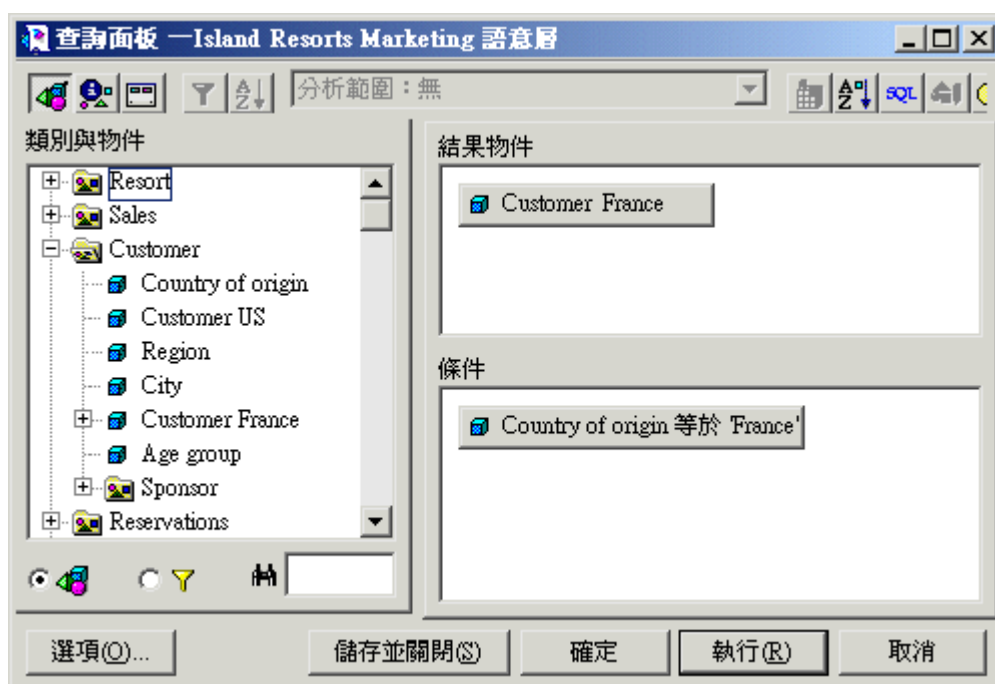 查詢面板 —Island Resorts Marketing 語意層
SQL
分析範圍：無
類別與物件
Resort
Sales
Customer
Country of origin
Customer US
Region
City
Customer France
Age group
Sponsor
Reservations
結果物件
Customer France
條件
Country of origin 等於 'France'
選項(O)...
儲存並關閉(S)
確定
執行(R)
取消